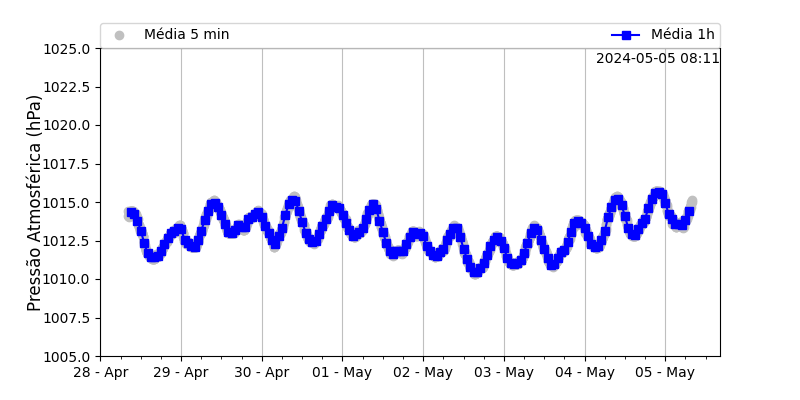 Média 5 min
Média 1h
2024-05-05 08:11
Pressão Atmosférica (hPa)
1025.0
1022.5
1020.0
1017.5
1015.0
1012.5
1010.0
1007.5
1005.0
28 - Apr
29 - Apr
30 - Apr
01 - May
02 - May
03 - May
04 - May
05 - May